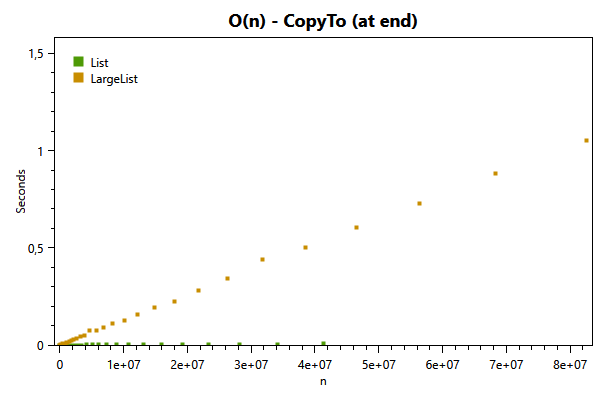 O(n) - CopyTo (at end)
1,5
List
LargeList
1
Seconds
0,5
0
0 1e+07 2e+07 3e+07 4e+07 5e+07 6e+07 7e+07 8e+07
n